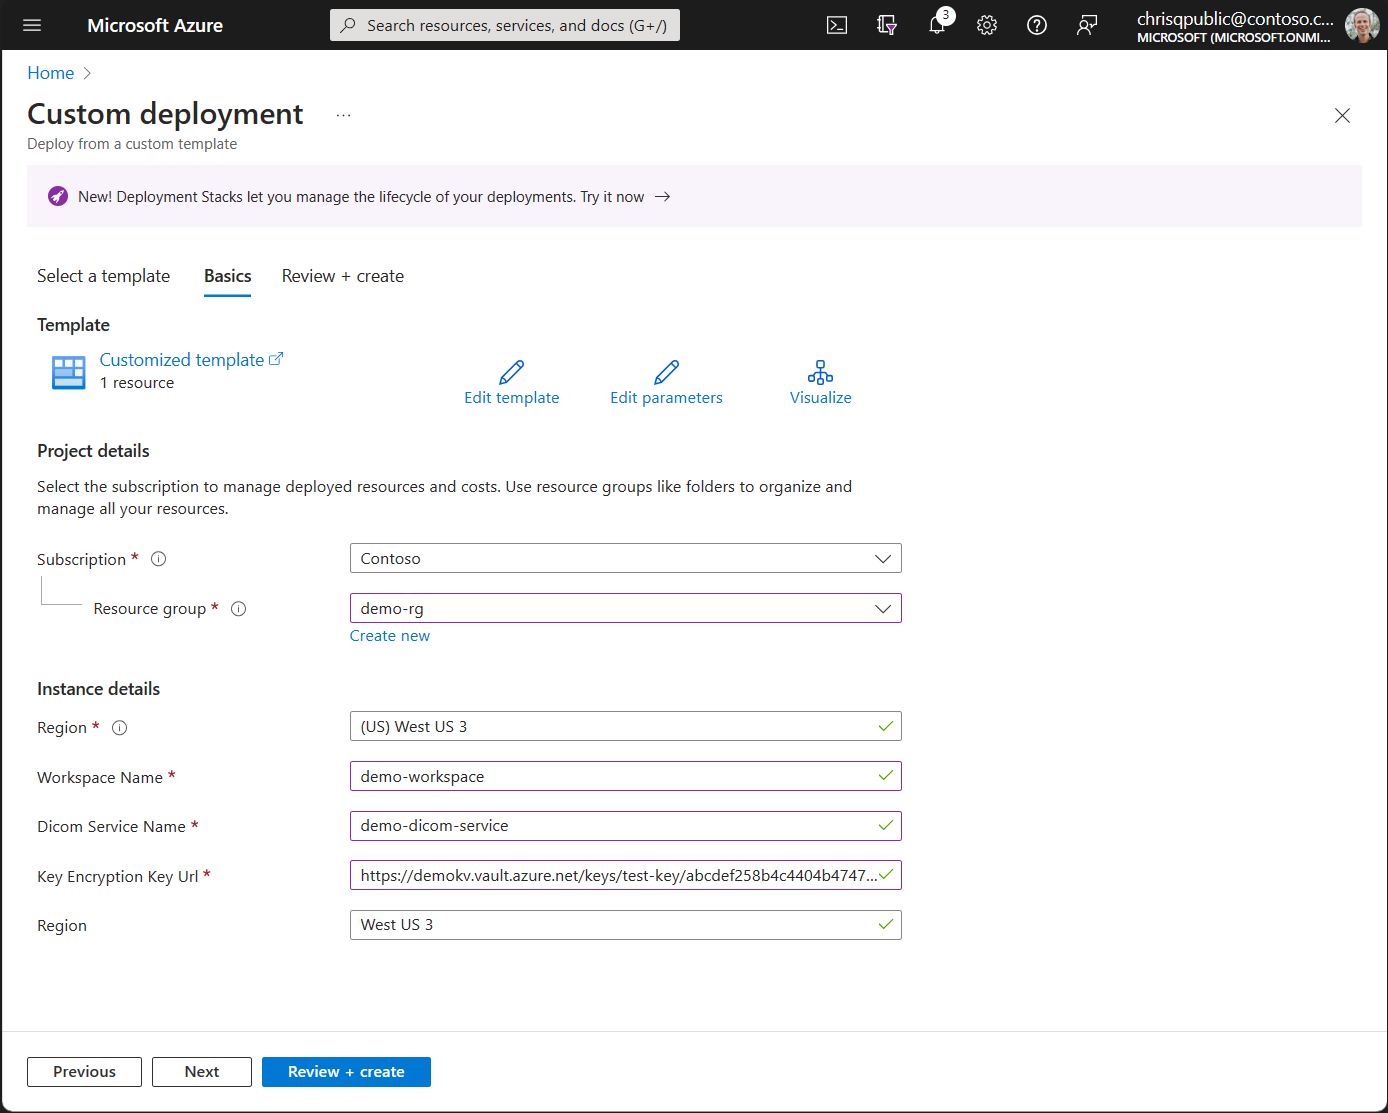 Microsoft Azure
Search resources, services, and docs (G+/)
3
chrisqpublic@contoso.c...
MICROSOFT (MICROSOFT.ONMI...
Home
Custom deployment
...
Deploy from a custom template
New! Deployment Stacks let you manage the lifecycle of your deployments. Try it now →
Select a template
Basics
Review + create
Template
Customized template
1 resource
Edit template
Edit parameters
Visualize
Project details
Select the subscription to manage deployed resources and costs. Use resource groups like folders to organize and
manage all your resources.
Subscription *
Contoso
Resource group *
demo-rg
Create new
Instance details
Region *
(US) West US 3
Workspace Name *
demo-workspace
Dicom Service Name *
demo-dicom-service
Key Encryption Key Url *
https://demokv.vault.azure.net/keys/test-key/abcdef258b4c4404b4747...
Region
West US 3
Previous
Next
Review + create